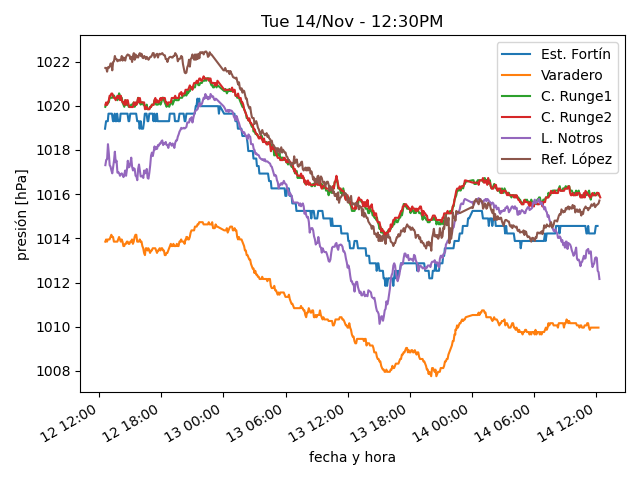 Tue 14/Nov - 12:30PM
presión [hPa]
1022
1020
1018
1016
1014
1012
1010
1008
Est. Fortín
Varadero
C. Runge1
C. Runge2
L. Notros
Ref. López
12 12:00
12 18:00
13 00:00
13 06:00
13 12:00
13 18:00
14 00:00
14 06:00
14 12:00
fecha y hora